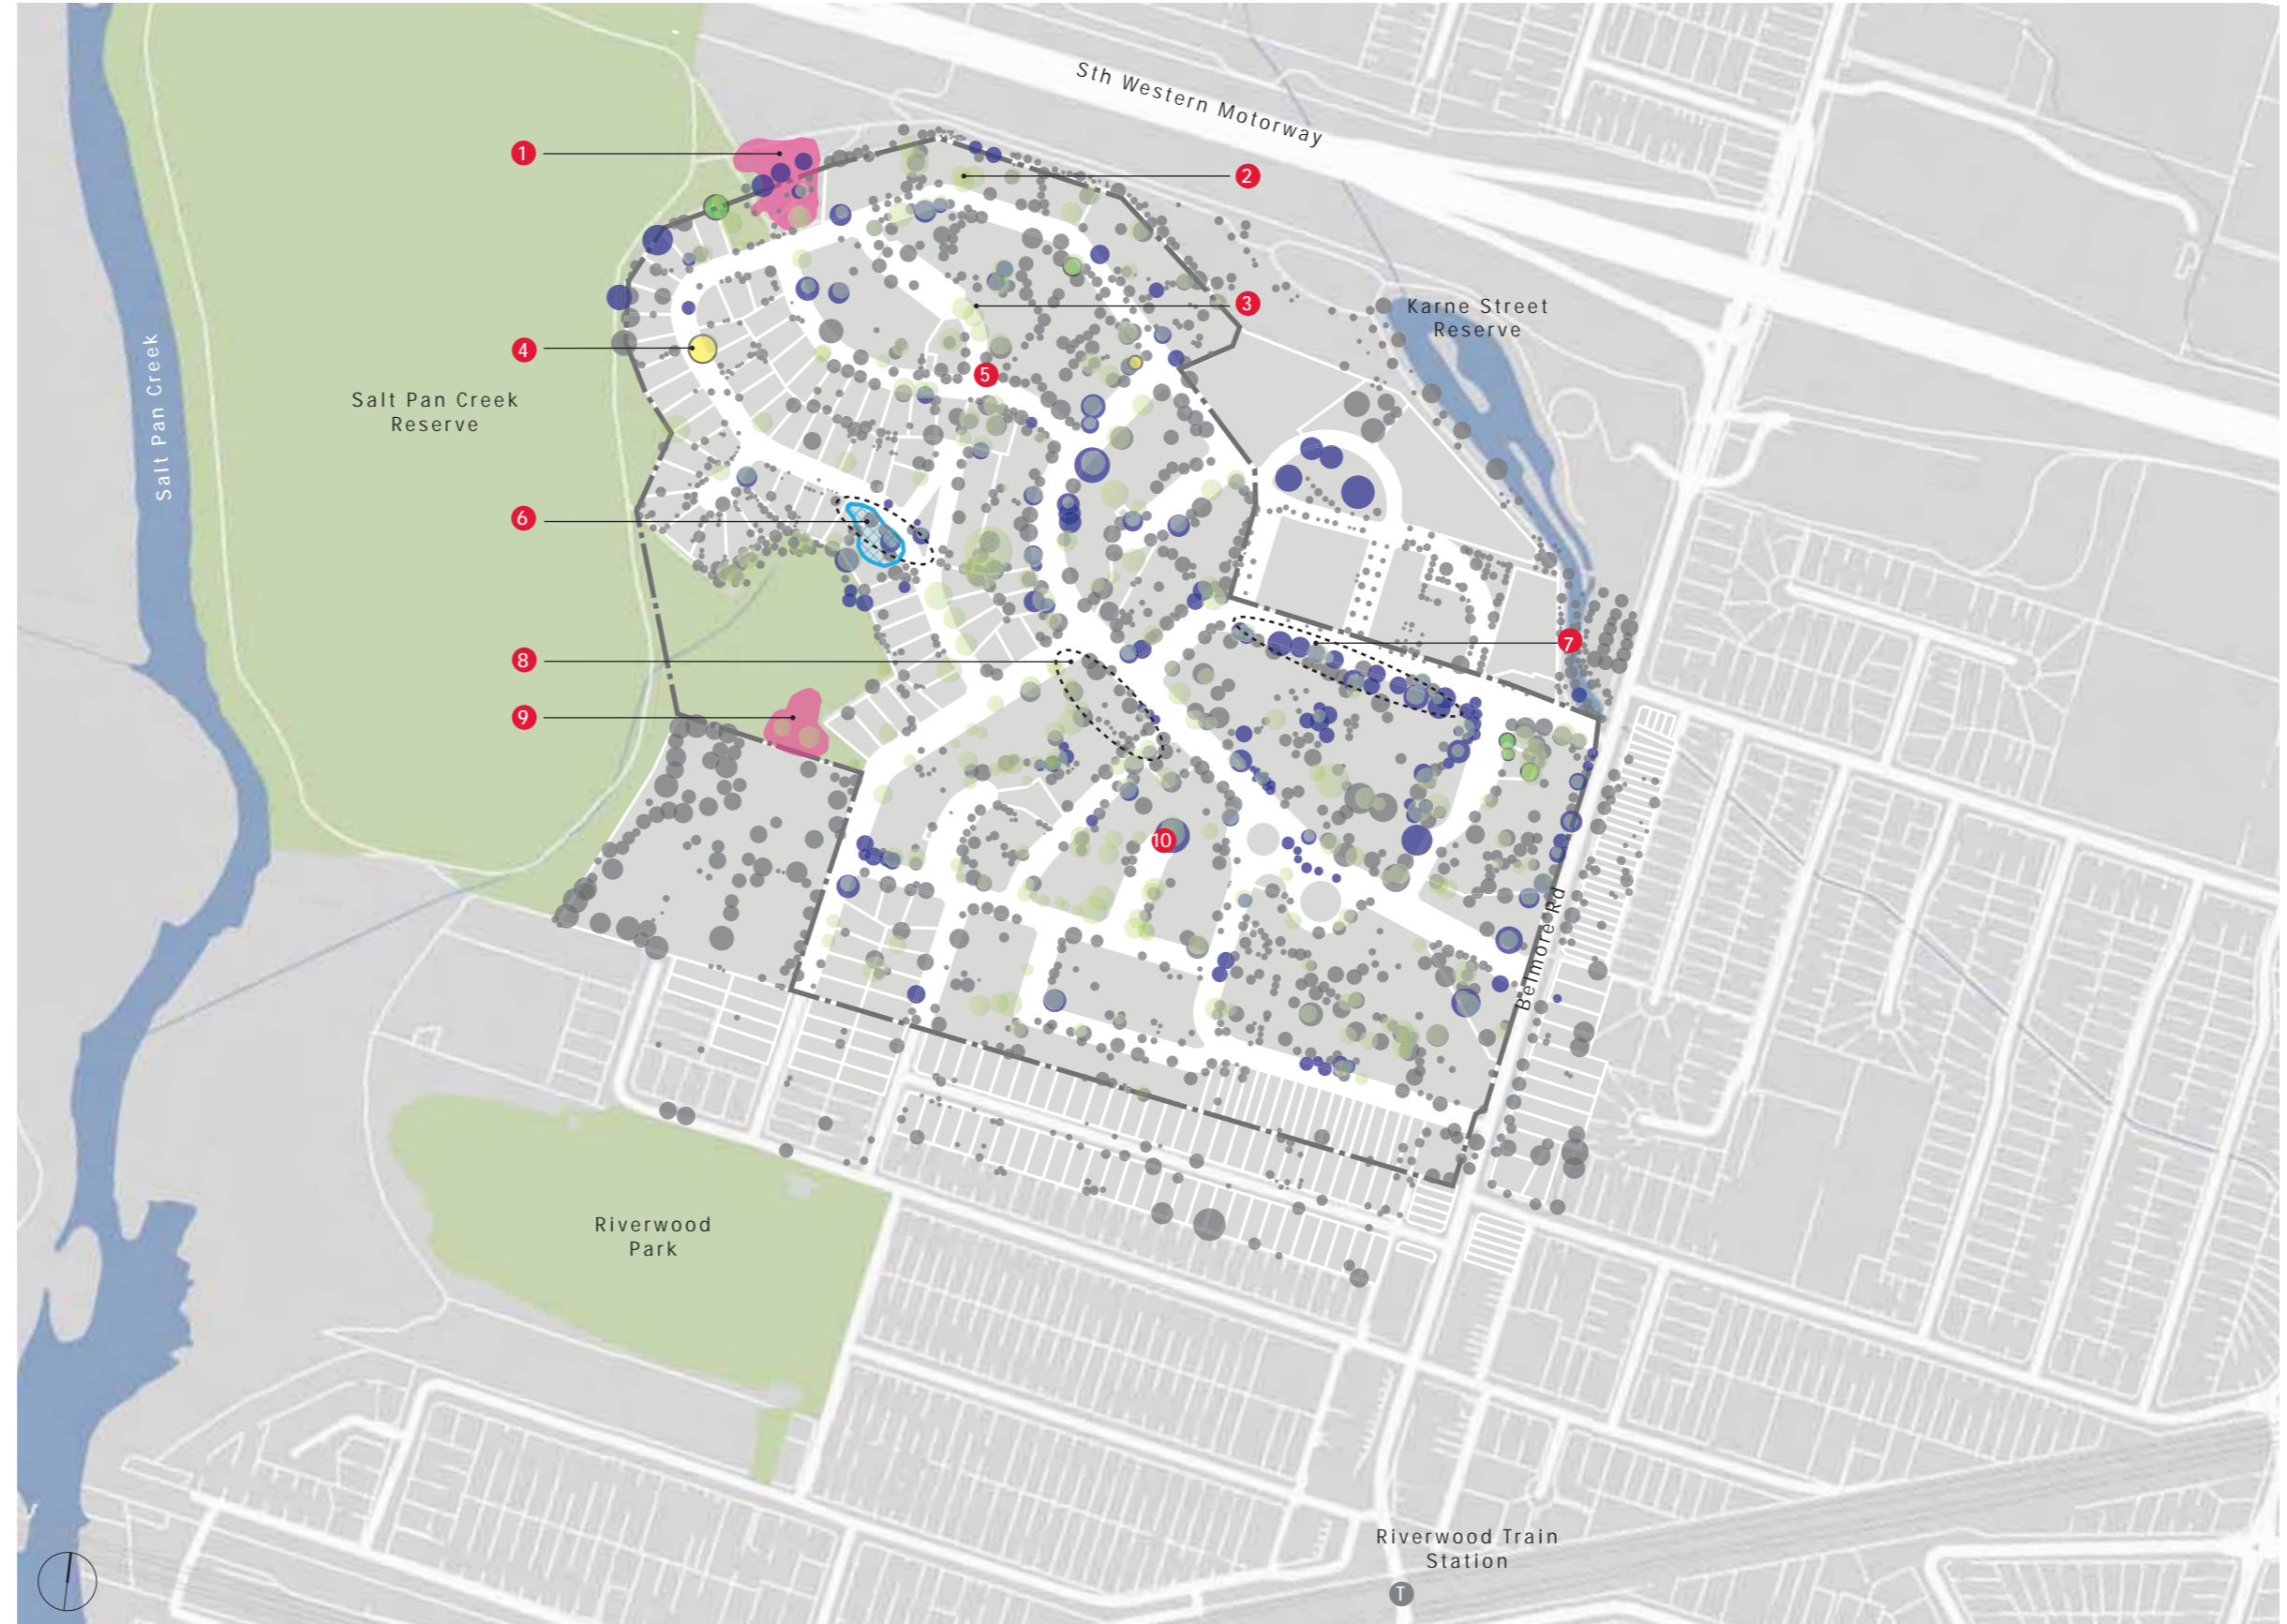 Sth Western Motorway
1
2
Karne Street
Reserve
3
4
Salt Pan Creek
Salt Pan Creek
Reserve
5
6
7
8
9
10
Belmore Rd
Riverwood
Park
Riverwood Train
Station
T